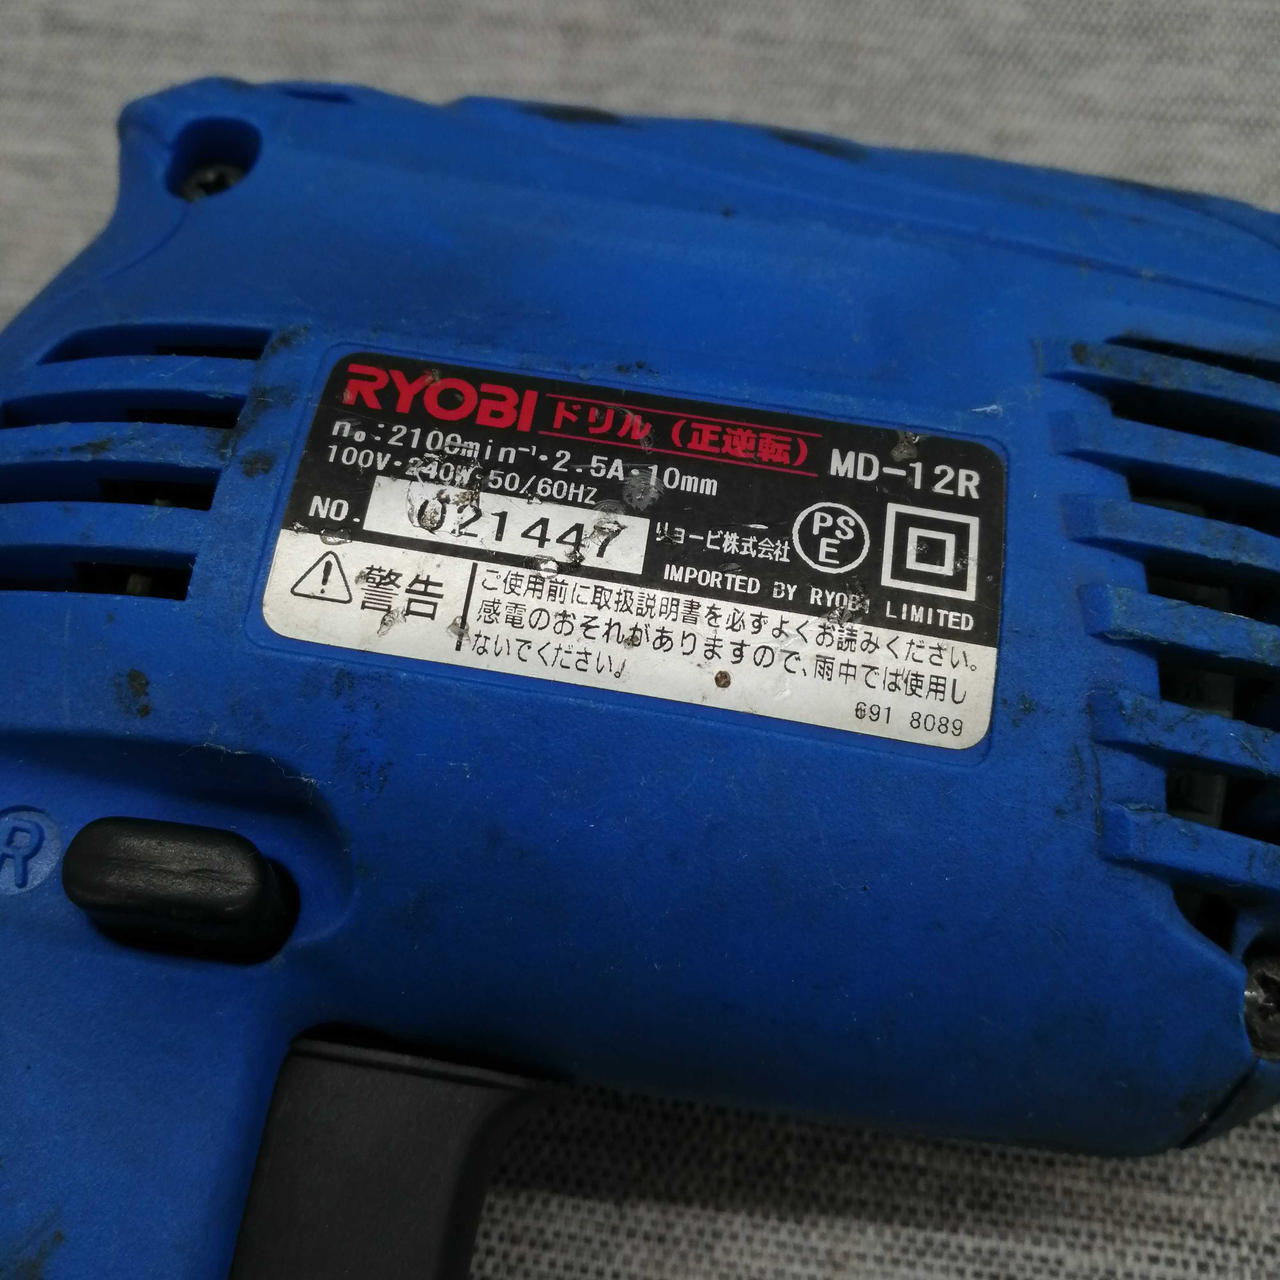 RYOBI ドリル（正逆転） MD-12R
n₀:2100min⁻¹・2.5A・10mm
100V・240W・50/60Hz
NO. 021447
リョービ株式会社
PS
E
IMPORTED BY RYOBI LIMITED
警告
ご使用前に取扱説明書を必ずよくお読みください。
感電のおそれがありますので、雨中では使用し
ないでください。
691 8089
R